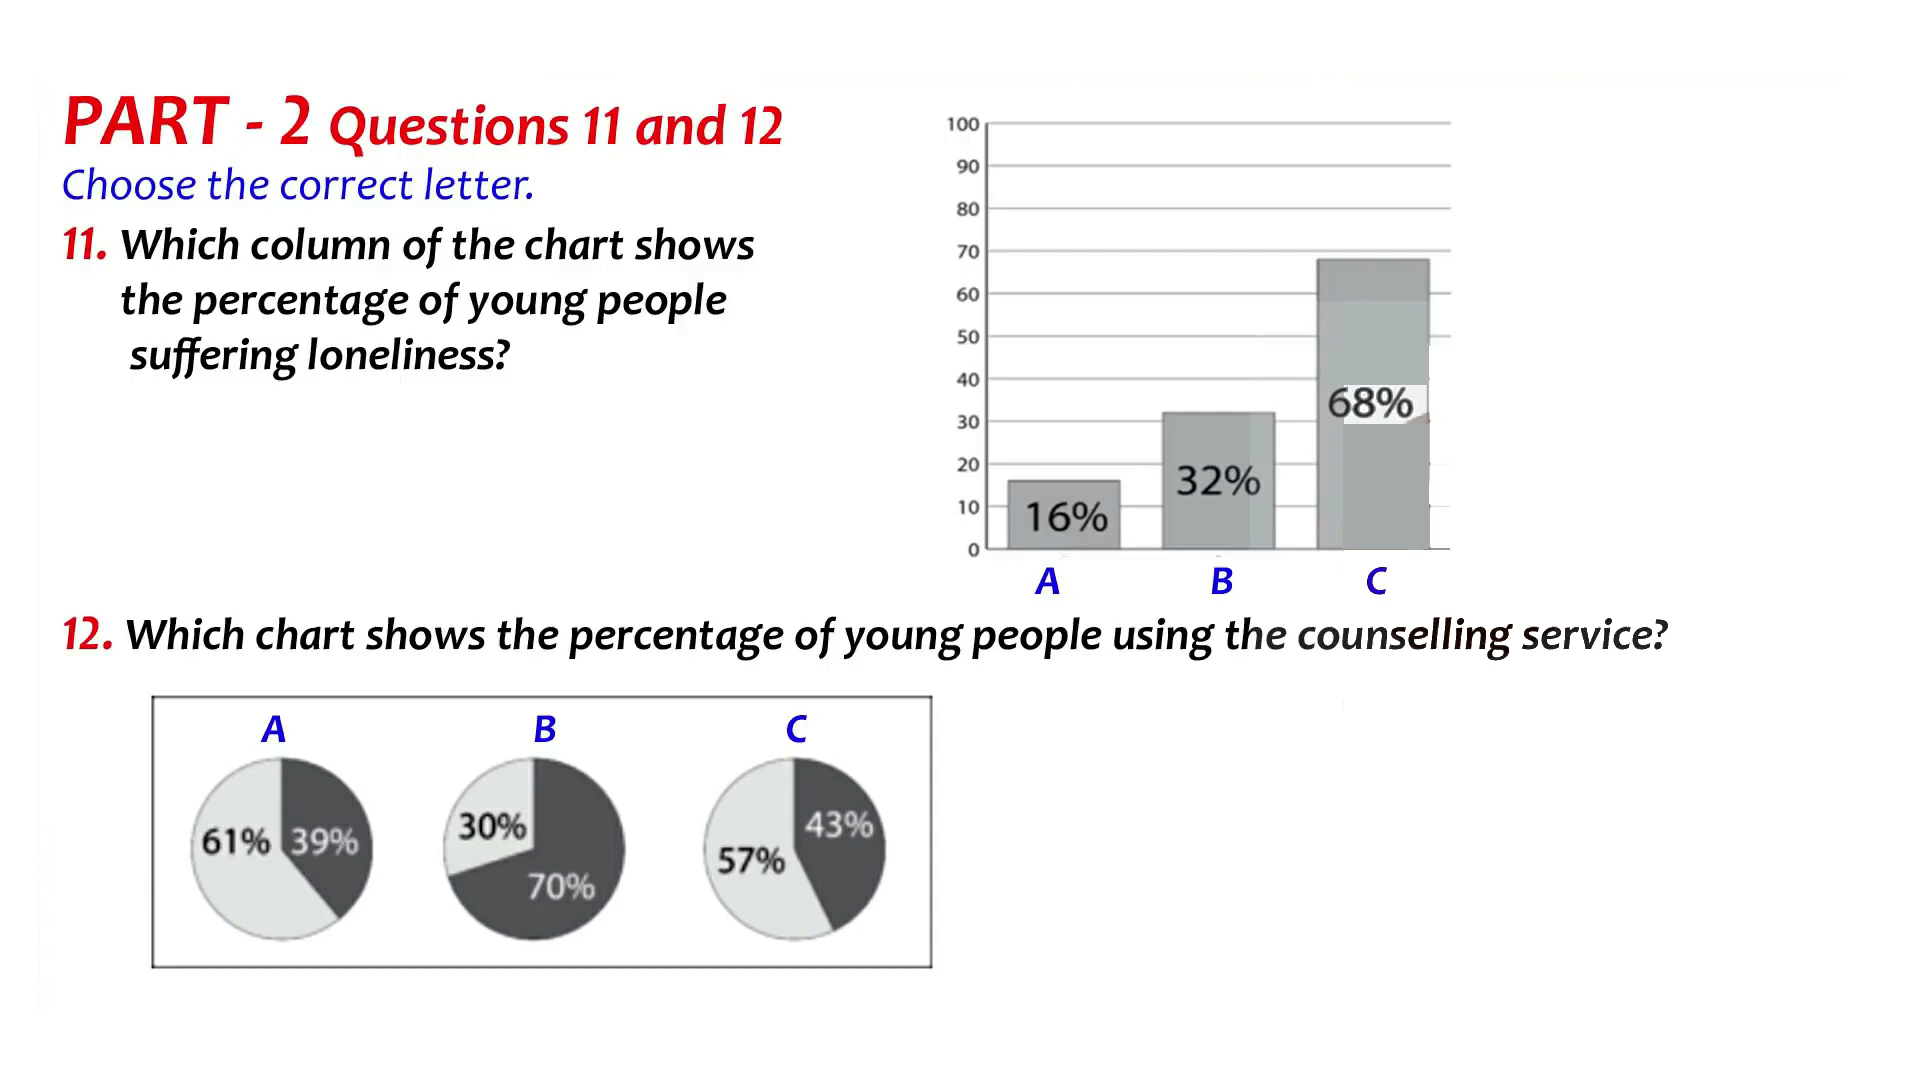 PART - 2 Questions 11 and 12
Choose the correct letter.
11. Which column of the chart shows
the percentage of young people
suffering loneliness?
100
90
80
70
60
50
40
30
20
10
0
16%
32%
68%
A B C
12. Which chart shows the percentage of young people using the counselling service?
A B C
61% 39%
30%
70%
43%
57%